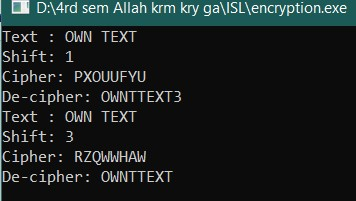 D:\4rd sem Allah krm kry ga\ISL\encryption.exe
Text : OWN TEXT
Shift: 1
Cipher: PXOUUFYU
De-cipher: OWNTTEXT3
Text : OWN TEXT
Shift: 3
Cipher: RZQWWHAW
De-cipher: OWNTTEXT